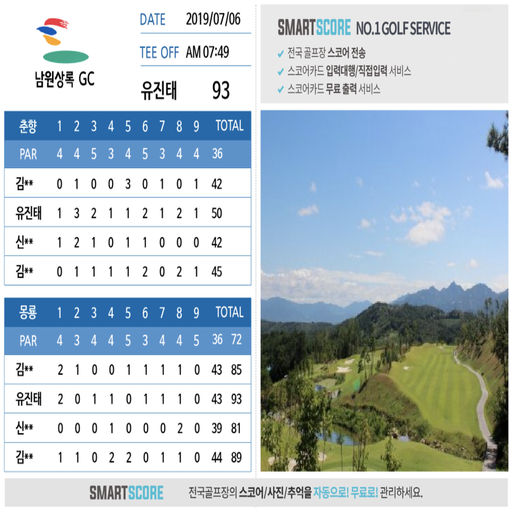 남원상록 GC
DATE 2019/07/06
TEE OFF AM 07:49
유진태 93
춘향 1 2 3 4 5 6 7 8 9 TOTAL
PAR 4 4 5 3 4 5 3 4 4 36
김** 0 1 0 0 3 0 1 0 1 42
유진태 1 3 2 1 1 2 1 2 1 50
신** 1 2 1 0 1 1 0 0 0 42
김** 0 1 1 1 1 2 0 2 1 45
몽룡 1 2 3 4 5 6 7 8 9 TOTAL
PAR 4 3 4 4 5 3 4 4 5 36 72
김** 2 1 0 0 1 1 1 1 0 43 85
유진태 2 0 1 1 0 1 1 1 0 43 93
신** 0 0 0 1 0 0 0 2 0 39 81
김** 1 1 0 2 2 0 1 1 0 44 89
SMARTSCORE NO.1 GOLF SERVICE
✓ 전국 골프장 스코어 전송
✓ 스코어카드 입력대행/직접입력 서비스
✓ 스코어카드 무료 출력 서비스
SMARTSCORE 전국골프장의 스코어/사진/추억을 자동으로! 무료로! 관리하세요.